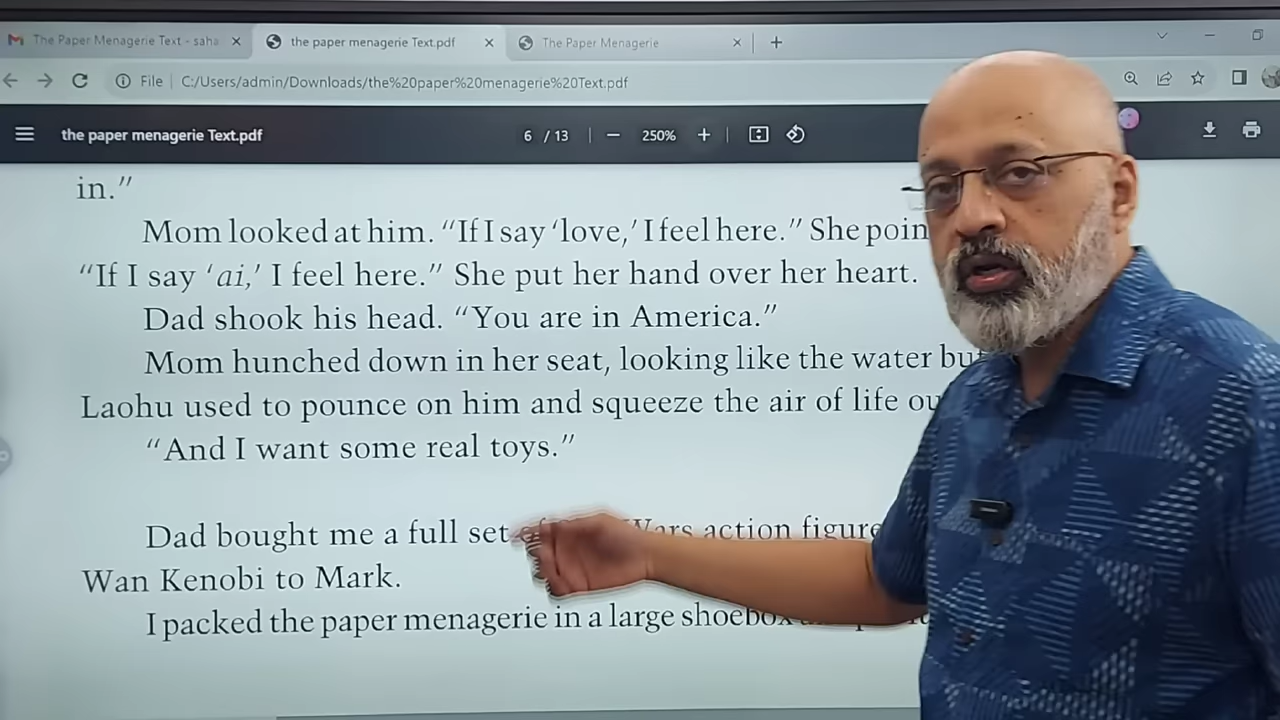 The Paper Menagerie Text - saha
the paper menagerie Text.pdf
The Paper Menagerie
File C:/Users/admin/Downloads/the%20paper%20menagerie%20Text.pdf
the paper menagerie Text.pdf 6 / 13 250%
in.”
Mom looked at him. “If I say ‘love,’ I feel here.” She poin
“If I say ‘ai,’ I feel here.” She put her hand over her heart.
Dad shook his head. “You are in America.”
Mom hunched down in her seat, looking like the water buf
Laohu used to pounce on him and squeeze the air of life ou
“And I want some real toys.”
Dad bought me a full set Wars action figure
Wan Kenobi to Mark.
I packed the paper menagerie in a large shoebox